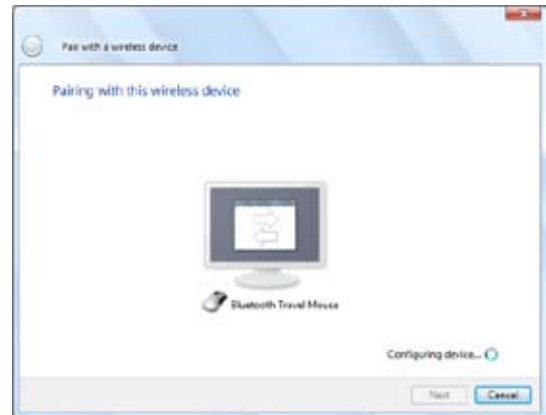 Pair with a wireless device
Pairing with this wireless device
Bluetooth Travel Mouse
Configuring device...
Next
Cancel